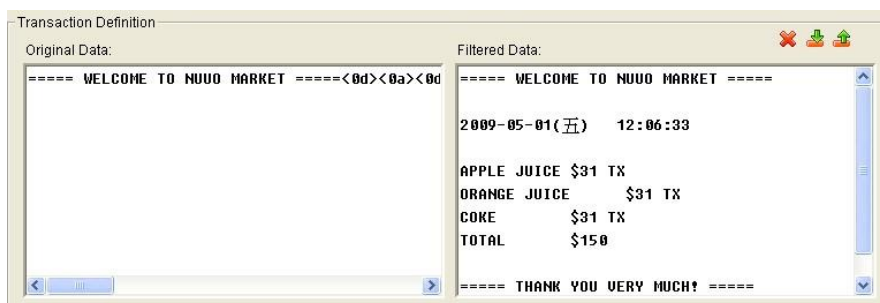 Transaction Definition
Original Data:
===== WELCOME TO NUUO MARKET =====<0d><0a><0d
Filtered Data:
===== WELCOME TO NUUO MARKET =====
2009-05-01(五) 12:06:33
APPLE JUICE $31 TX
ORANGE JUICE $31 TX
COKE $31 TX
TOTAL $150
===== THANK YOU VERY MUCH! =====